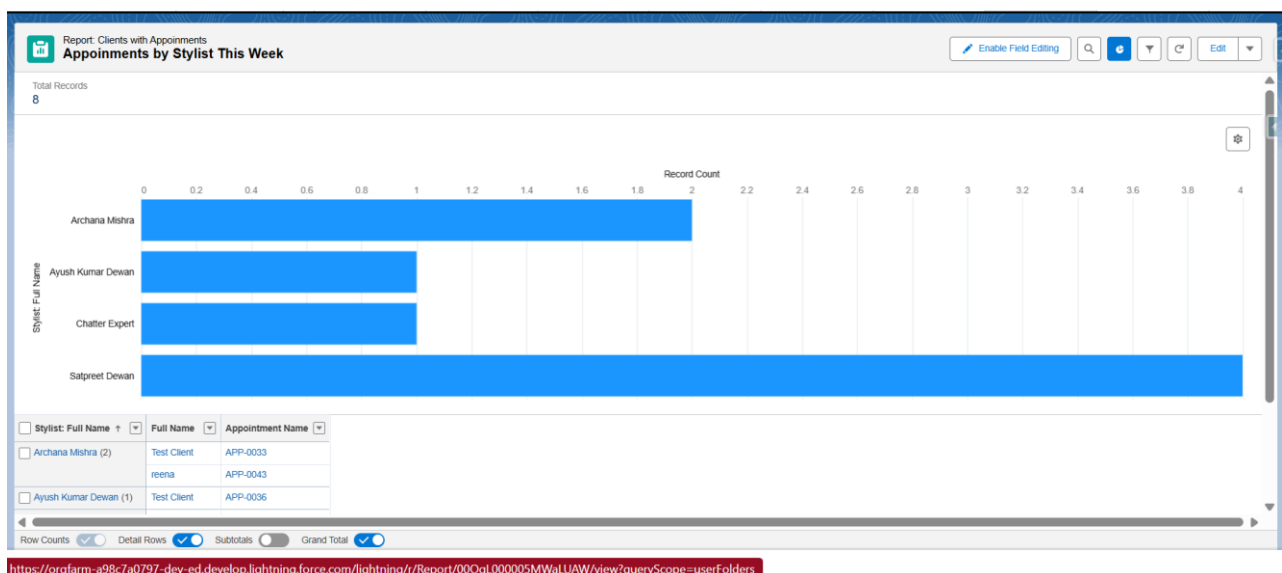 Report: Clients with Appoinments
Appoinments by Stylist This Week
Enable Field Editing
Edit
Total Records
8
Record Count
0 0.2 0.4 0.6 0.8 1 1.2 1.4 1.6 1.8 2 2.2 2.4 2.6 2.8 3 3.2 3.4 3.6 3.8 4
Stylist: Full Name
Archana Mishra
Ayush Kumar Dewan
Chatter Expert
Satpreet Dewan
Stylist: Full Name ↑ Full Name Appointment Name
Archana Mishra (2) Test Client APP-0033
reena APP-0043
Ayush Kumar Dewan (1) Test Client APP-0036
Row Counts Detail Rows Subtotals Grand Total
https://orgfarm-a98c7a0797-dev-ed.develop.lightning.force.com/lightning/r/Report/00OgL000005MWaLUAW/view?queryScope=userFolders